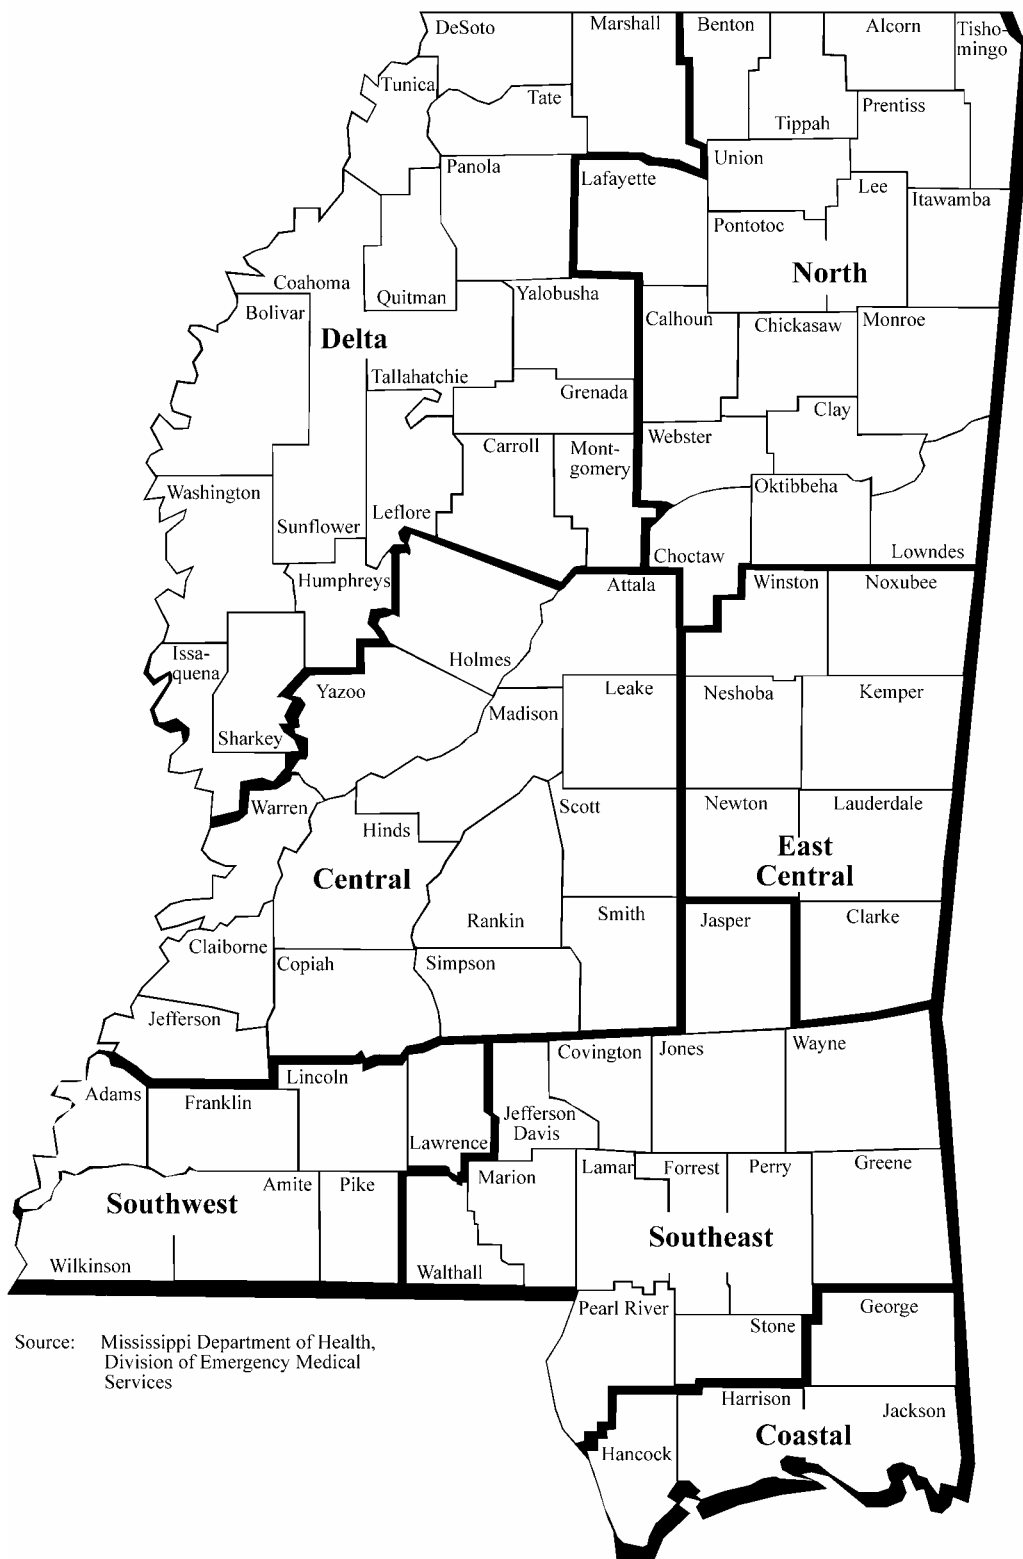 DeSoto
Marshall
Benton
Alcorn
Tisho-
mingo
Tunica
Tate
Prentiss
Tippah
Union
Panola
Lafayette
Lee
Itawamba
Pontotoc
North
Coahoma
Quitman
Yalobusha
Bolivar
Calhoun
Chickasaw
Monroe
Delta
Tallahatchie
Grenada
Clay
Webster
Carroll
Mont-
gomery
Washington
Oktibbeha
Sunflower
Leflore
Choctaw
Lowndes
Humphreys
Attala
Winston
Noxubee
Issa-
quena
Holmes
Yazoo
Leake
Neshoba
Kemper
Madison
Sharkey
Warren
Scott
Newton
Lauderdale
Hinds
East
Central
Central
Rankin
Smith
Jasper
Clarke
Claiborne
Copiah
Simpson
Jefferson
Covington
Jones
Wayne
Lincoln
Adams
Franklin
Jefferson
Davis
Lawrence
Marion
Lamar
Forrest
Perry
Greene
Amite
Pike
Southwest
Southeast
Wilkinson
Walthall
Pearl River
George
Stone
Source: Mississippi Department of Health,
Division of Emergency Medical
Services
Harrison
Jackson
Coastal
Hancock